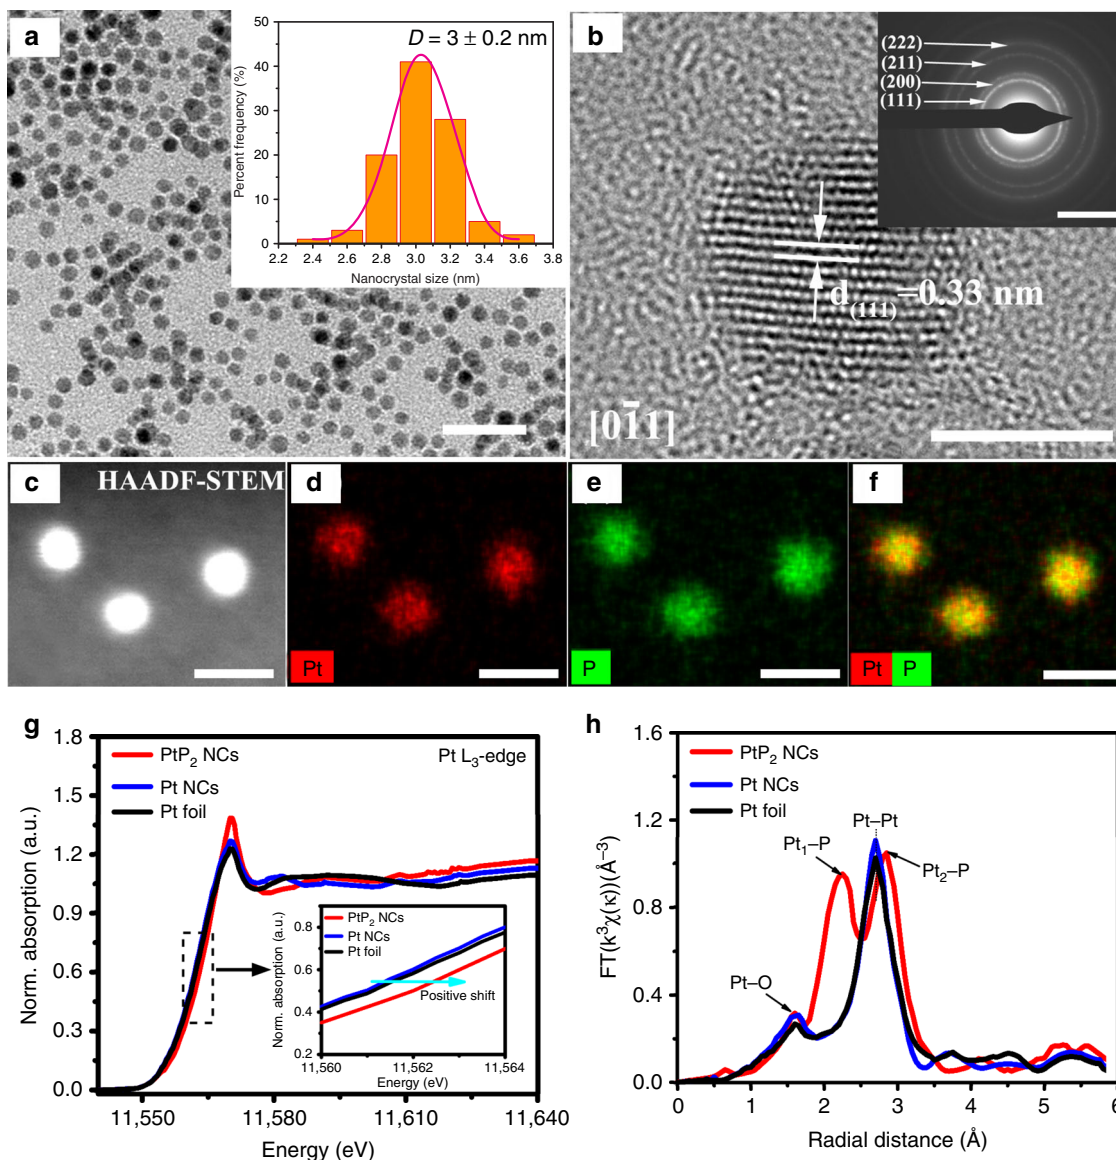 a
D = 3 ± 0.2 nm
50
40
30
20
10
0
Percent frequency (%)
2.2 2.4 2.6 2.8 3.0 3.2 3.4 3.6 3.8
Nanocrystal size (nm)
b
(222)
(211)
(200)
(111)
d(111)=0.33 nm
[01̄1]
c
HAADF-STEM
d
Pt
e
P
f
Pt P
g
1.8
1.5
1.2
0.9
0.6
0.3
0.0
Norm. absorption (a.u.)
PtP₂ NCs
Pt NCs
Pt foil
Pt L₃-edge
0.8
0.6
0.4
0.2
Norm. absorption (a.u.)
PtP₂ NCs
Pt NCs
Pt foil
Positive shift
11,560 11,562 11,564
Energy (eV)
11,550 11,580 11,610 11,640
Energy (eV)
h
1.6
1.2
0.8
0.4
0.0
FT(k³χ(κ))(Å⁻³)
PtP₂ NCs
Pt NCs
Pt foil
Pt–Pt
Pt₁–P
Pt₂–P
Pt–O
0 1 2 3 4 5 6
Radial distance (Å)